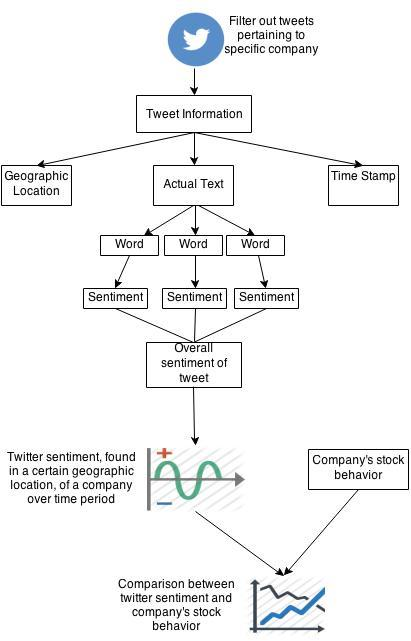 Filter out tweets
pertaining to
specific company
Tweet Information
Geographic
Location
Actual Text
Time Stamp
Word
Word
Word
Sentiment
Sentiment
Sentiment
Overall
sentiment of
tweet
Twitter sentiment, found
in a certain geographic
location, of a company
over time period
+
−
Company's stock
behavior
Comparison between
twitter sentiment and
company's stock
behavior